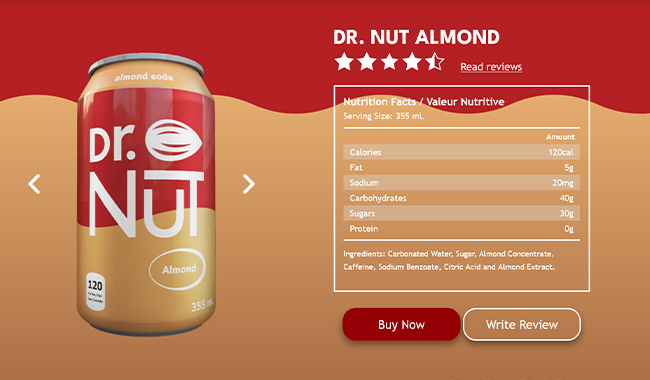 almond soda
Dr.
NUT
Almond
120
355 mL
DR. NUT ALMOND
Read reviews
Nutrition Facts / Valeur Nutritive
Serving Size: 355 mL
Amount
Calories 120cal
Fat 5g
Sodium 20mg
Carbohydrates 40g
Sugars 30g
Protein 0g
Ingredients: Carbonated Water, Sugar, Almond Concentrate,
Caffeine, Sodium Benzoate, Citric Acid and Almond Extract.
Buy Now
Write Review